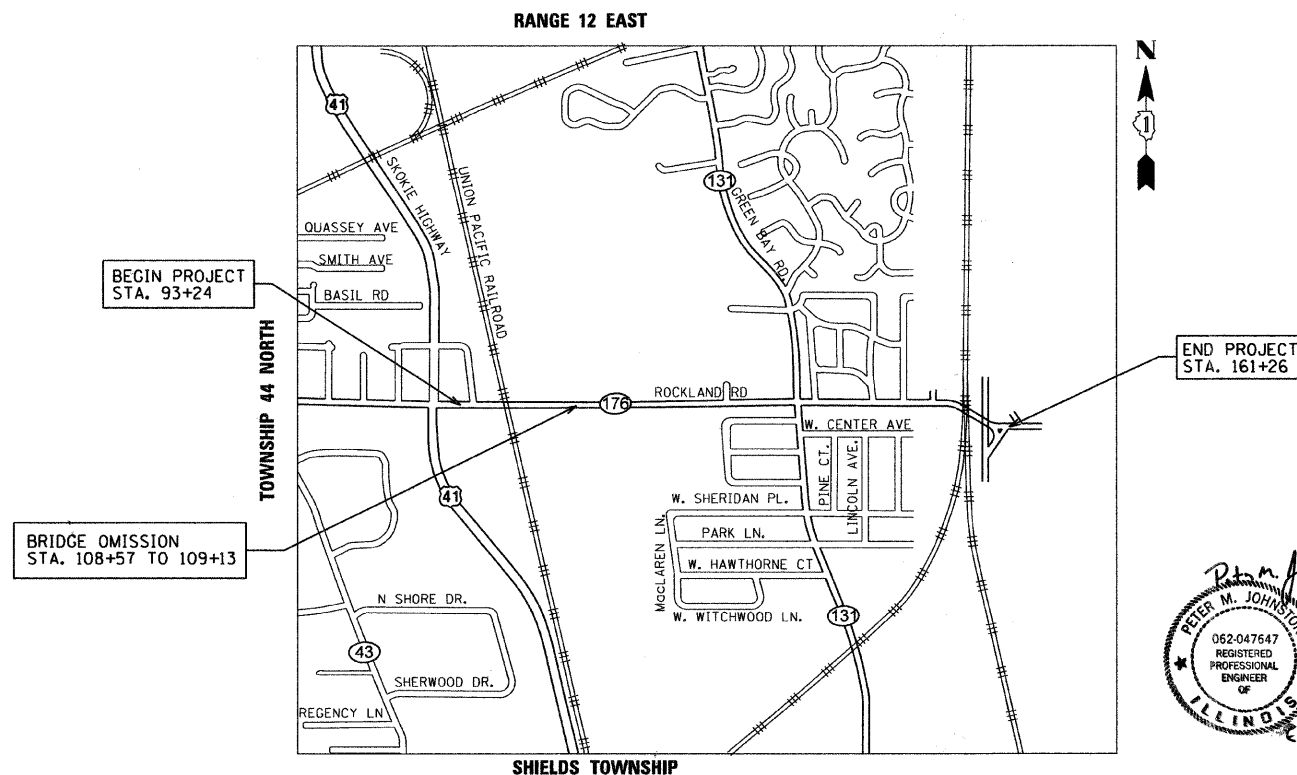 RANGE 12 EAST
N
1
41
SKOKIE HIGHWAY
UNION PACIFIC RAILROAD
131
GREEN BAY RD.
QUASSEY AVE
SMITH AVE
BASIL RD
BEGIN PROJECT
STA. 93+24
TOWNSHIP 44 NORTH
ROCKLAND RD
176
END PROJECT
STA. 161+26
W. CENTER AVE
PINE CT.
LINCOLN AVE.
41
W. SHERIDAN PL.
PARK LN.
MacLAREN LN.
W. HAWTHORNE CT
W. WITCHWOOD LN.
BRIDGE OMISSION
STA. 108+57 TO 109+13
N SHORE DR.
131
43
SHERWOOD DR.
REGENCY LN
SHIELDS TOWNSHIP
PETER M. JOHNSTON
062-047647
REGISTERED
PROFESSIONAL
ENGINEER
OF
ILLINOIS